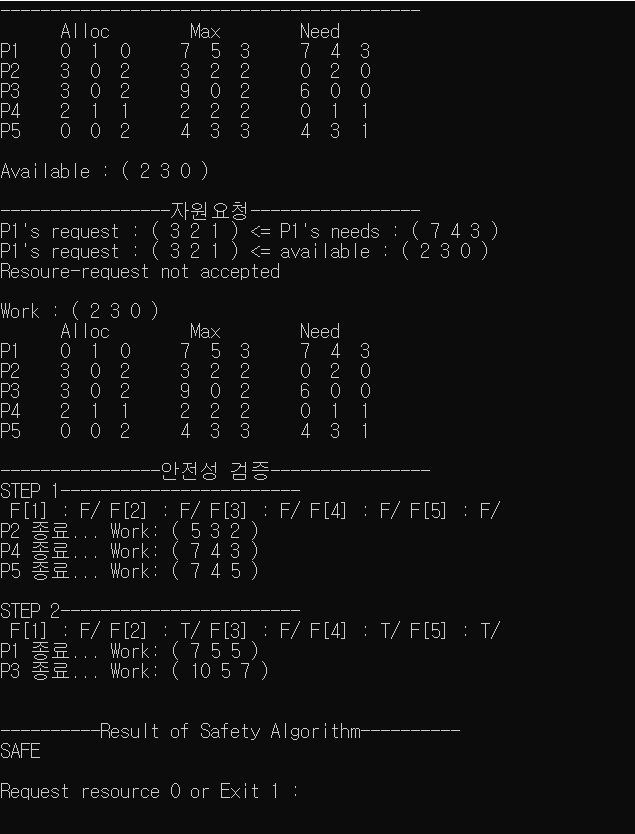 ------------------------------------------
Alloc Max Need
P1 0 1 0 7 5 3 7 4 3
P2 3 0 2 3 2 2 0 2 0
P3 3 0 2 9 0 2 6 0 0
P4 2 1 1 2 2 2 0 1 1
P5 0 0 2 4 3 3 4 3 1
Available : ( 2 3 0 )
-----------------자원요청-----------------
P1's request : ( 3 2 1 ) <= P1's needs : ( 7 4 3 )
P1's request : ( 3 2 1 ) <= available : ( 2 3 0 )
Resoure-request not accepted
Work : ( 2 3 0 )
Alloc Max Need
P1 0 1 0 7 5 3 7 4 3
P2 3 0 2 3 2 2 0 2 0
P3 3 0 2 9 0 2 6 0 0
P4 2 1 1 2 2 2 0 1 1
P5 0 0 2 4 3 3 4 3 1
----------------안전성 검증----------------
STEP 1------------------------
F[1] : F/ F[2] : F/ F[3] : F/ F[4] : F/ F[5] : F/
P2 종료... Work: ( 5 3 2 )
P4 종료... Work: ( 7 4 3 )
P5 종료... Work: ( 7 4 5 )
STEP 2------------------------
F[1] : F/ F[2] : T/ F[3] : F/ F[4] : T/ F[5] : T/
P1 종료... Work: ( 7 5 5 )
P3 종료... Work: ( 10 5 7 )
----------Result of Safety Algorithm----------
SAFE
Request resource 0 or Exit 1 :